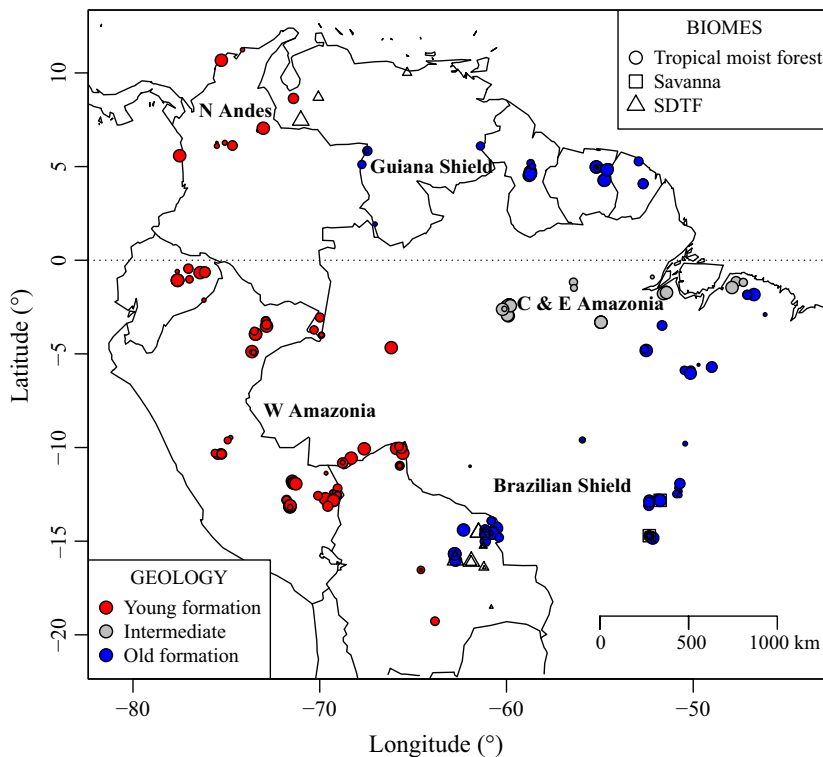 BIOMES
Tropical moist forest
Savanna
SDTF
N Andes
Guiana Shield
C & E Amazonia
W Amazonia
Brazilian Shield
GEOLOGY
Young formation
Intermediate
Old formation
0 500 1000 km
10
5
0
−5
−10
−15
−20
Latitude (°)
−80 −70 −60 −50
Longitude (°)